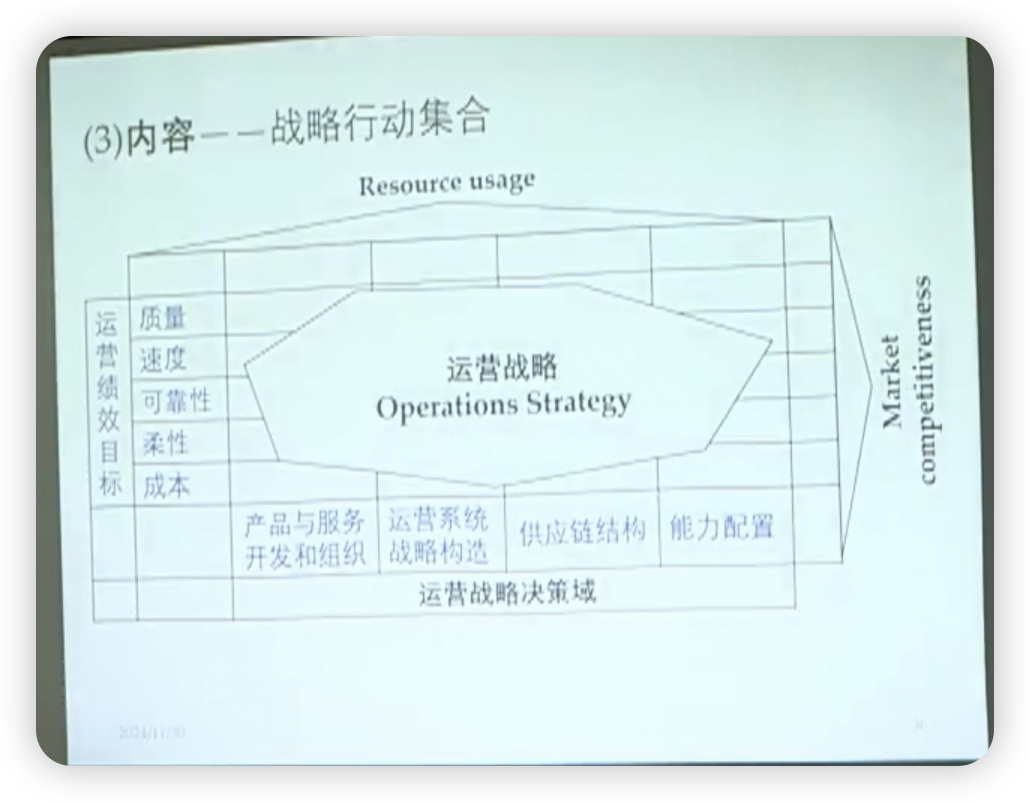 (3)内容——战略行动集合
Resource usage
运营绩效目标
质量
速度
可靠性
柔性
成本
运营战略
Operations Strategy
Market
competitiveness
产品与服务
开发和组织
运营系统
战略构造
供应链结构
能力配置
运营战略决策域
2024/11/30